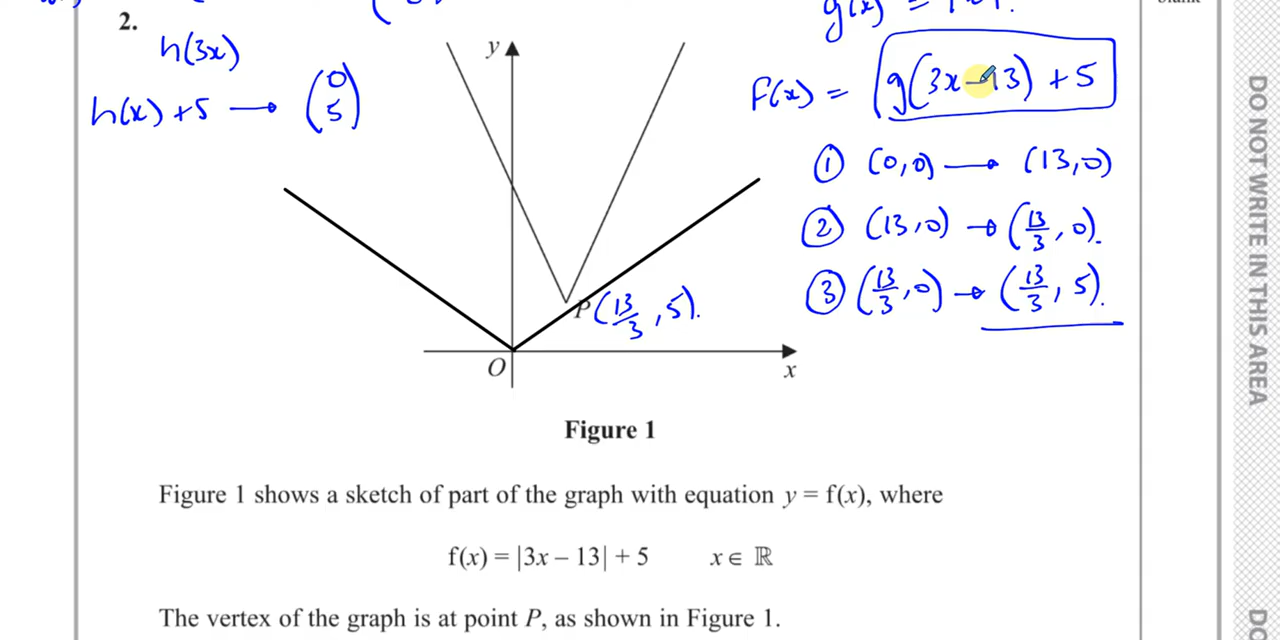 2.
h(3x)
h(x) + 5 → (0 5)
g(x) =
f(x) = g(3x – 13) + 5
① (0,0) → (13,0)
② (13,0) → (13/3, 0).
③ (13/3, 0) → (13/3, 5).
y
P (13/3, 5).
O
x
Figure 1
Figure 1 shows a sketch of part of the graph with equation y = f(x), where
f(x) = |3x – 13| + 5 x ∈ ℝ
The vertex of the graph is at point P, as shown in Figure 1.
DO NOT WRITE IN THIS AREA
DO